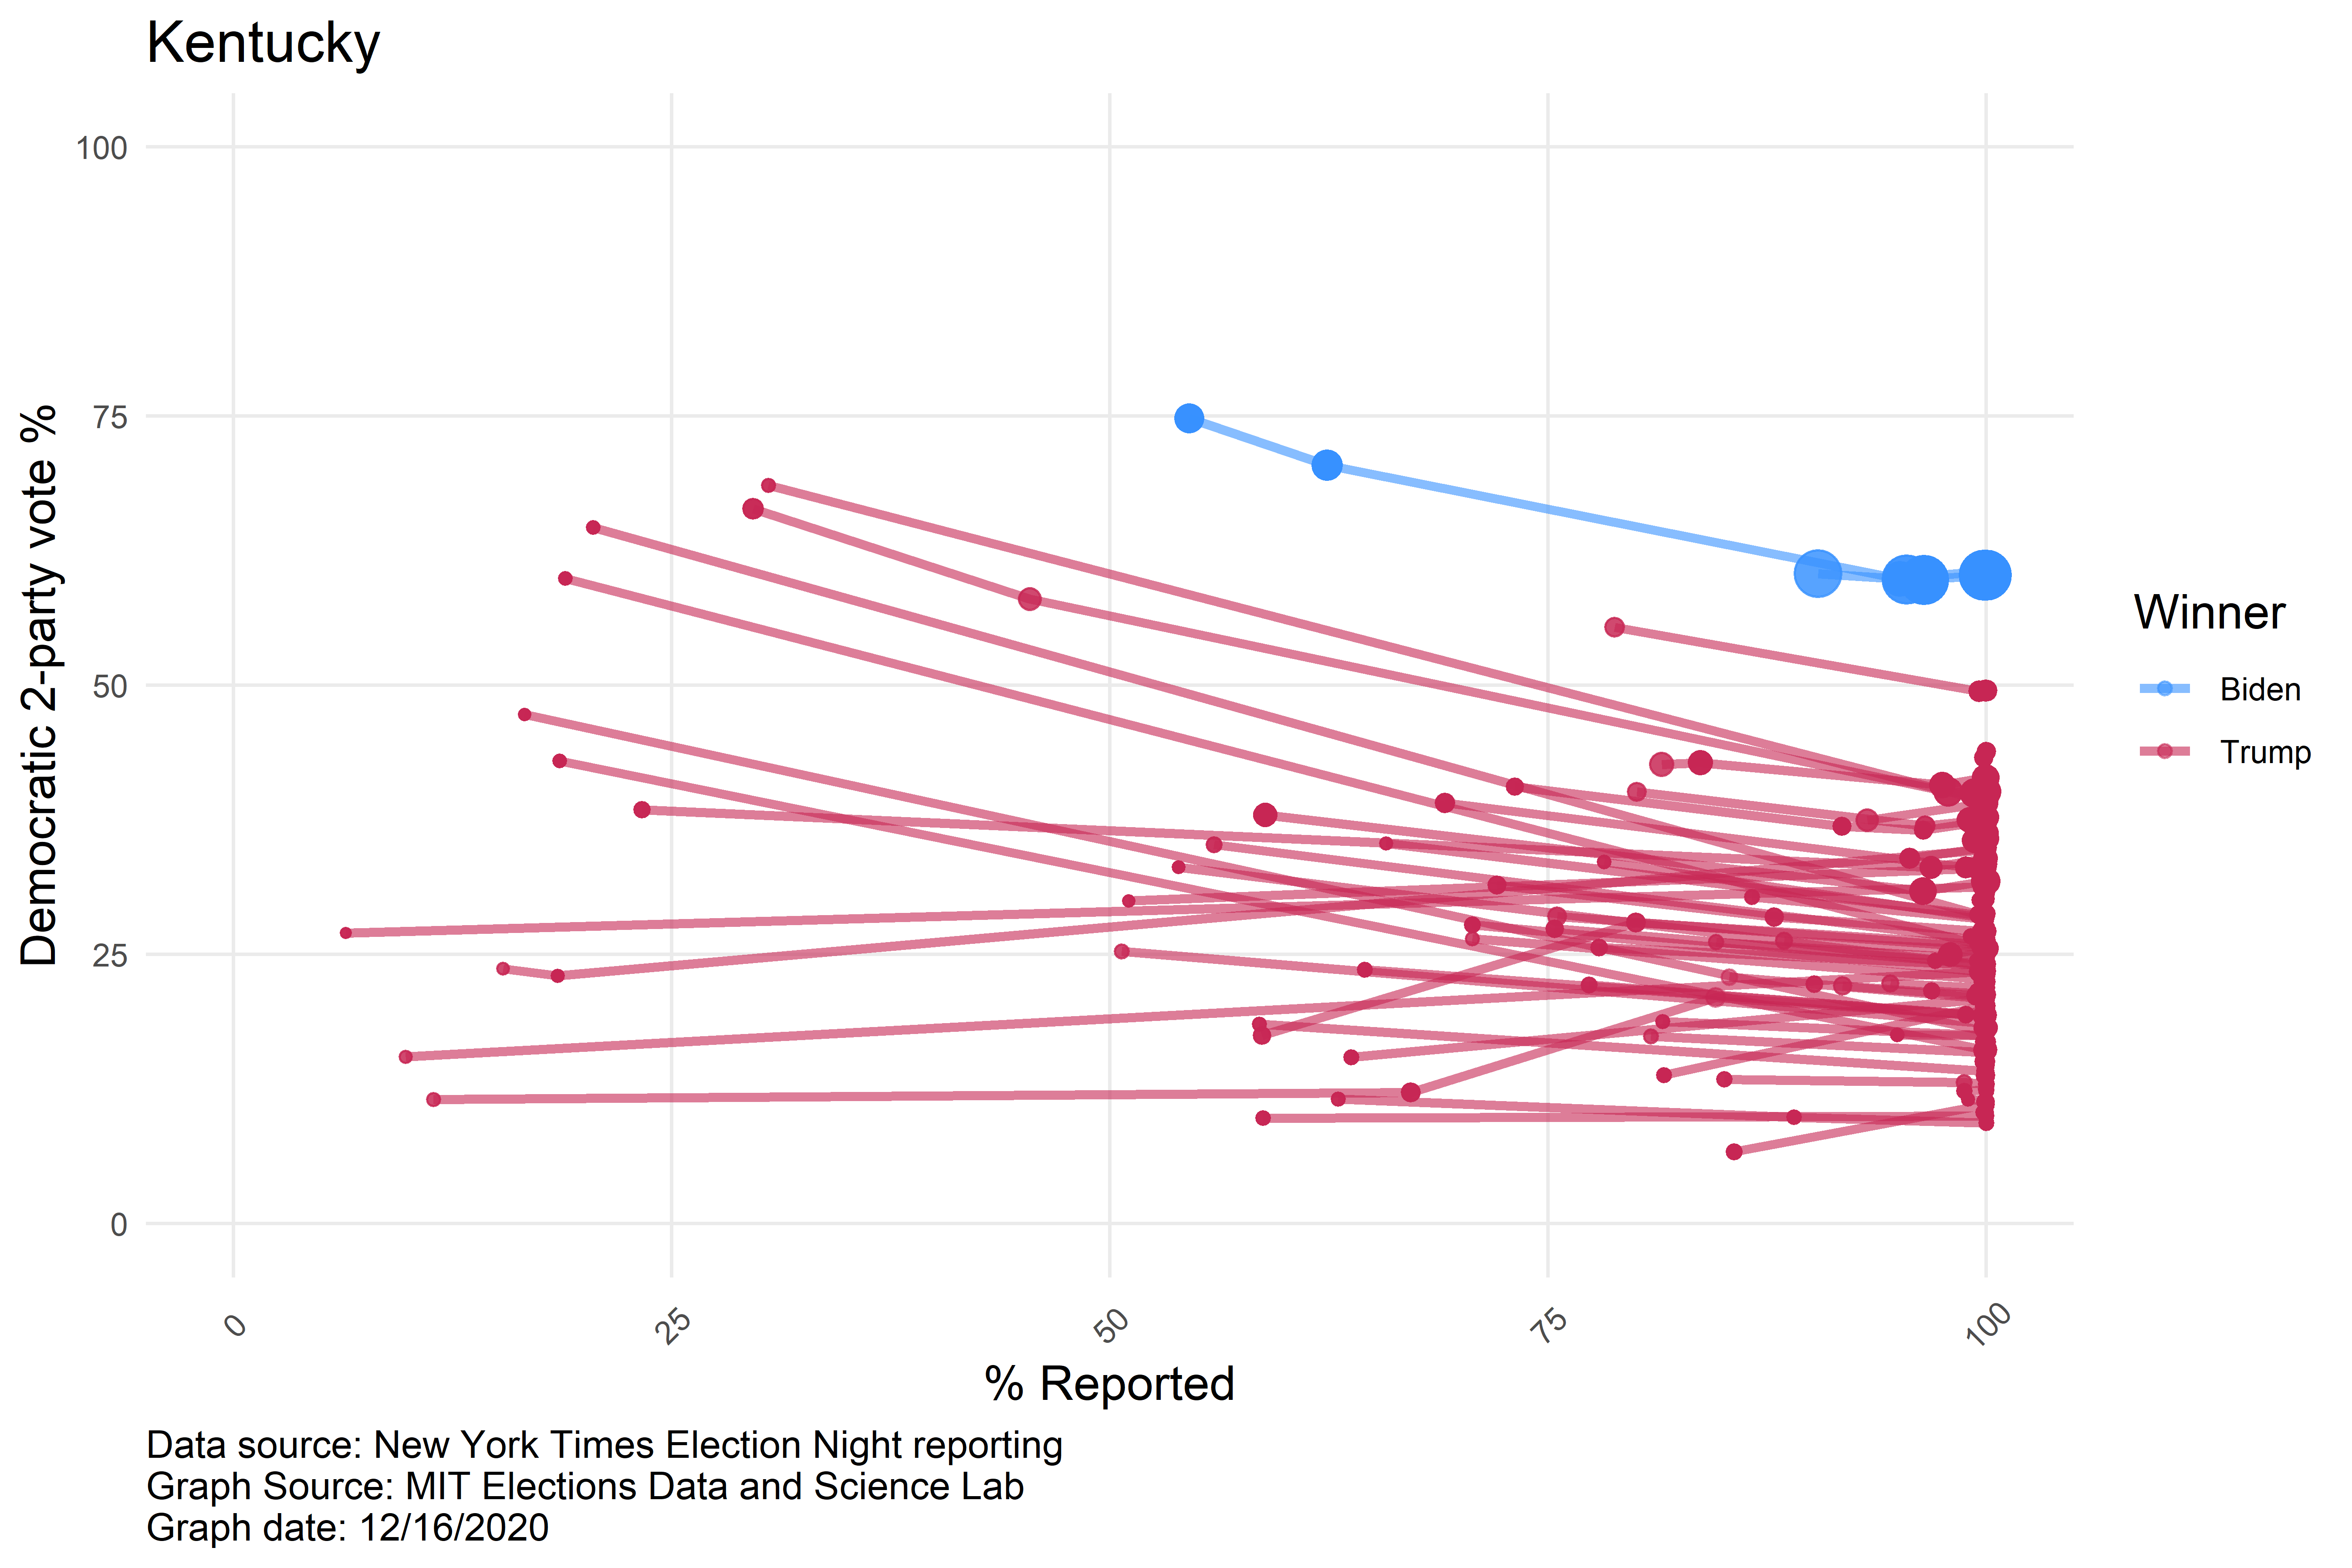 Kentucky
100
75
50
25
0
Democratic 2-party vote %
0
25
50
75
100
% Reported
Winner
Biden
Trump
Data source: New York Times Election Night reporting
Graph Source: MIT Elections Data and Science Lab
Graph date: 12/16/2020